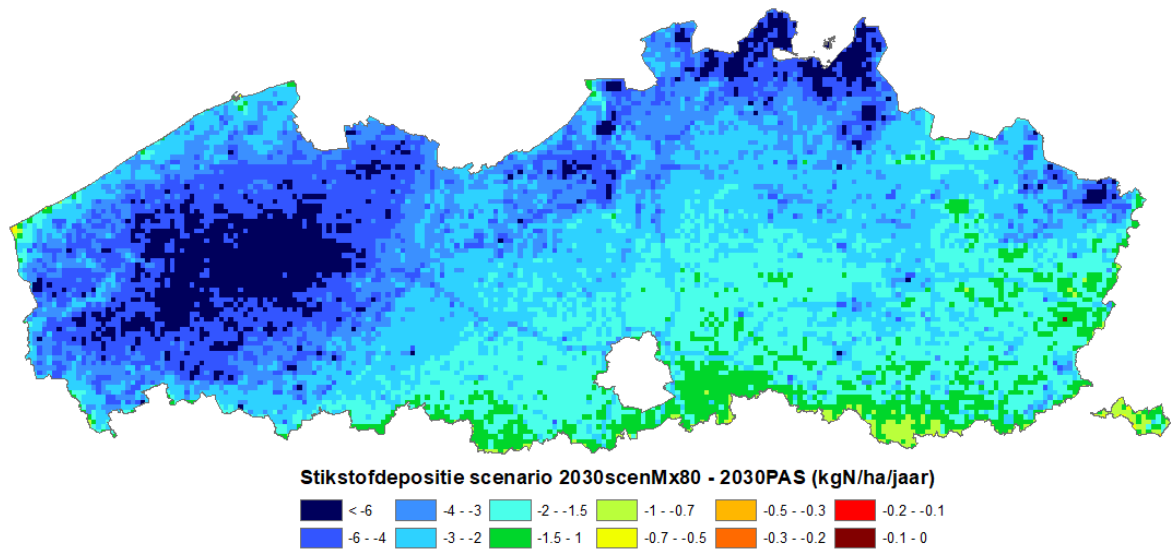 Stikstofdepositie scenario 2030scenMx80 - 2030PAS (kgN/ha/jaar)
< -6 -4 - -3 -2 - -1.5 -1 - -0.7 -0.5 - -0.3 -0.2 - -0.1
-6 - -4 -3 - -2 -1.5 - 1 -0.7 - -0.5 -0.3 - -0.2 -0.1 - 0